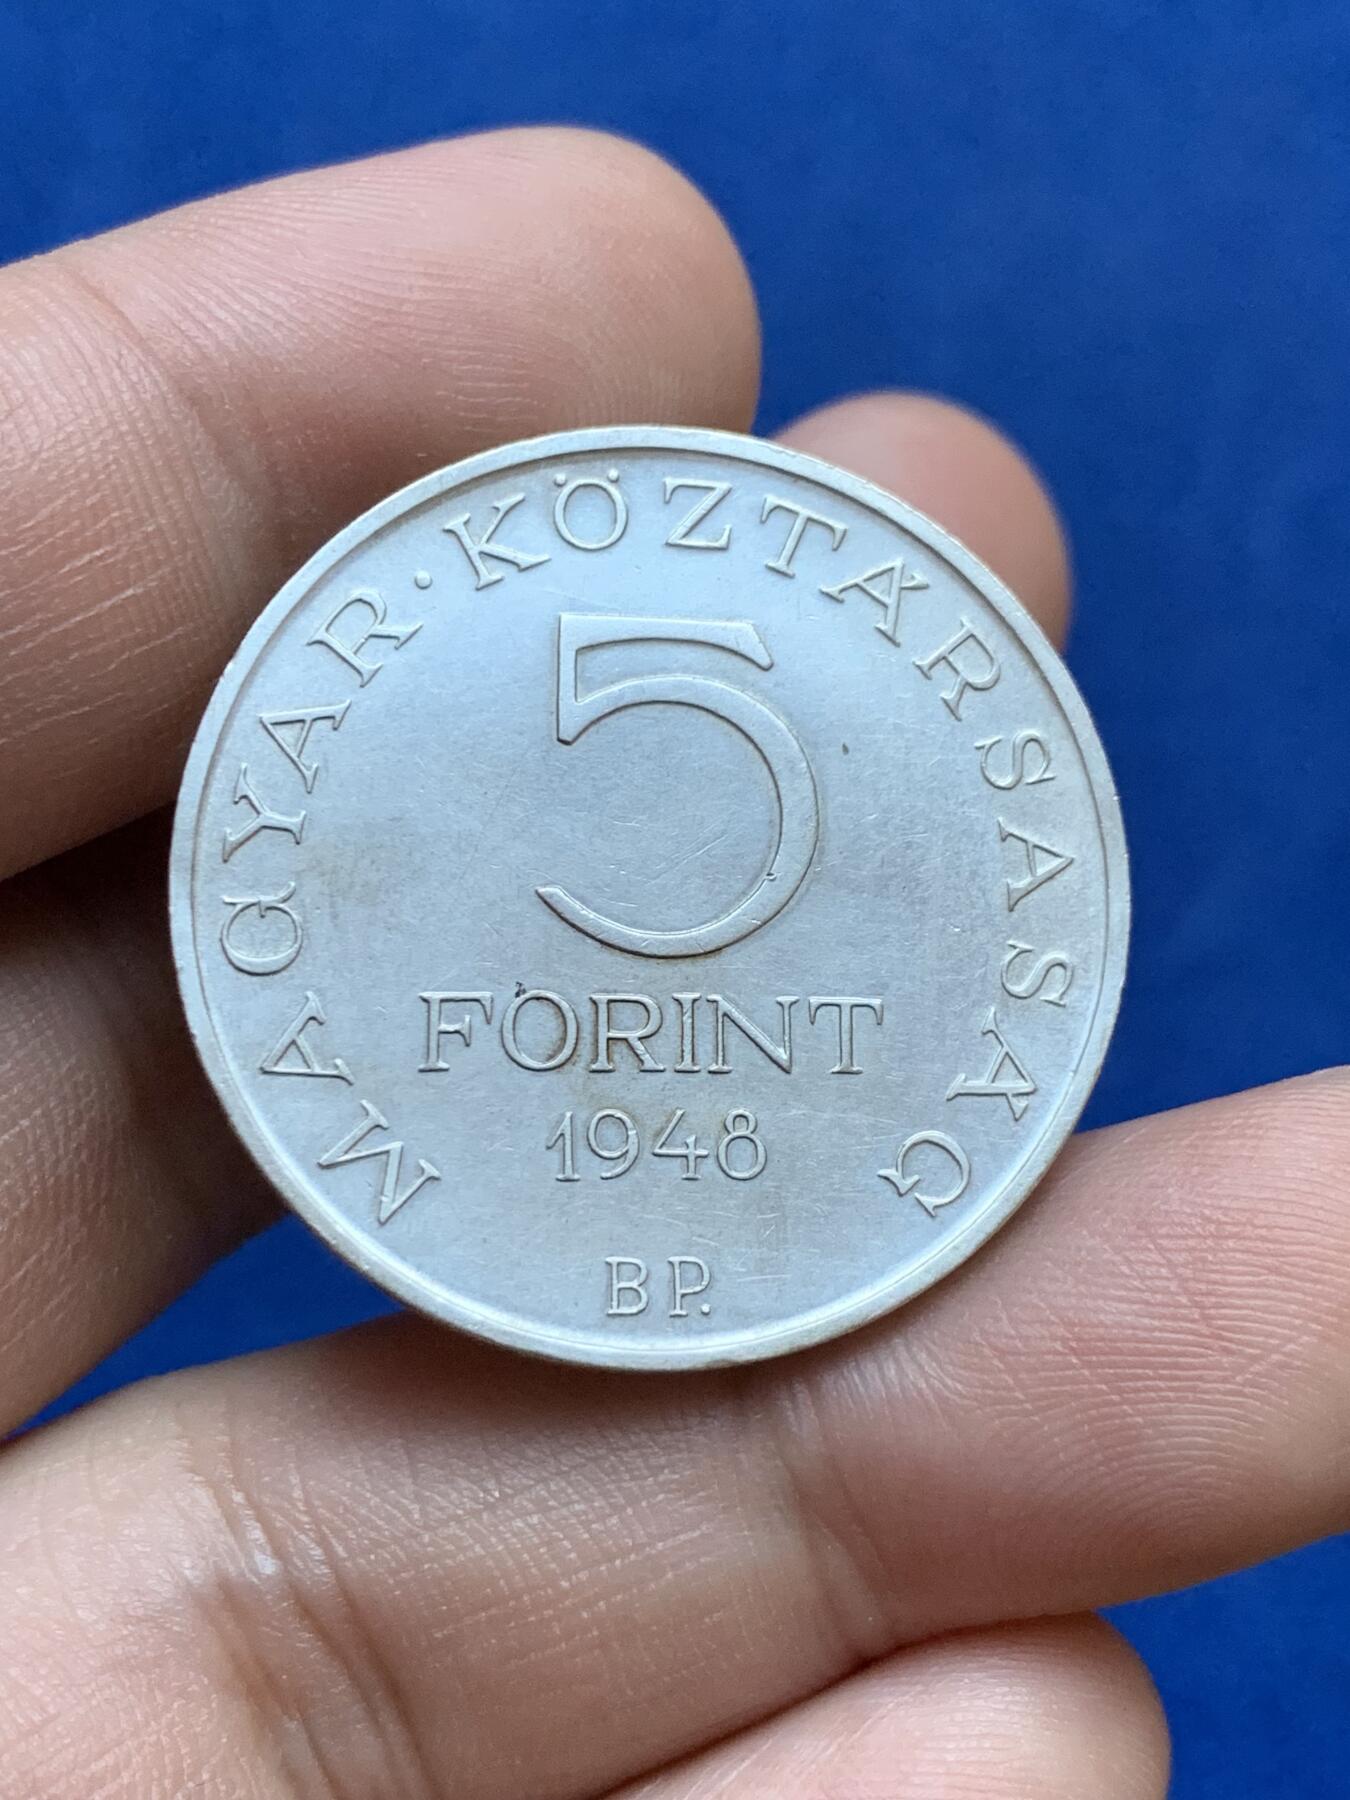 MAGYAR · KÖZTÁRSASÁG
5
FORINT
1948
BP.